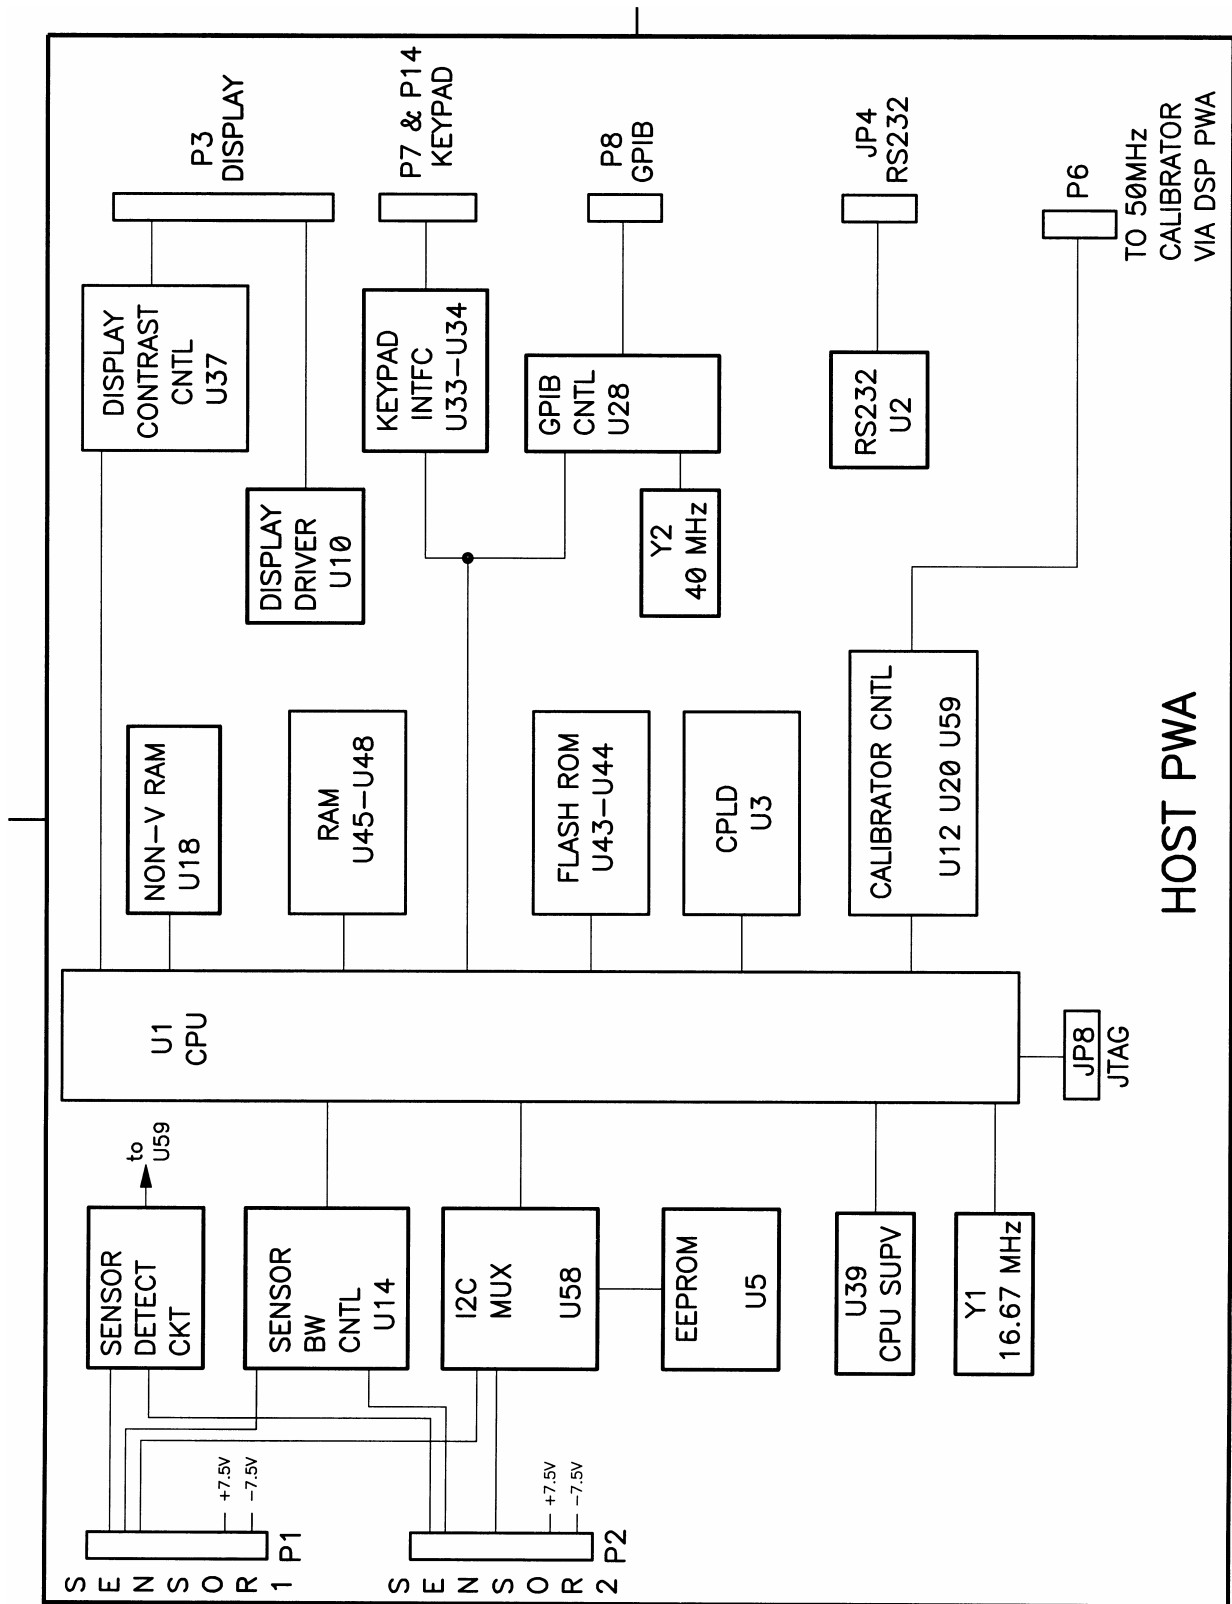 P3
DISPLAY
P7 & P14
KEYPAD
P8
GPIB
JP4
RS232
P6
TO 50MHz
CALIBRATOR
VIA DSP PWA
DISPLAY
CONTRAST
CNTL
U37
KEYPAD
INTFC
U33-U34
GPIB
CNTL
U28
RS232
U2
DISPLAY
DRIVER
U10
Y2
40 MHz
NON-V RAM
U18
RAM
U45-U48
FLASH ROM
U43-U44
CPLD
U3
CALIBRATOR CNTL
U12 U20 U59
HOST PWA
U1
CPU
JP8
JTAG
to
U59
SENSOR
DETECT
CKT
SENSOR
BW
CNTL
U14
I2C
MUX
U58
EEPROM
U5
U39
CPU SUPV
Y1
16.67 MHz
+7.5V
-7.5V
P1
SENSOR 1
+7.5V
-7.5V
P2
SENSOR 2